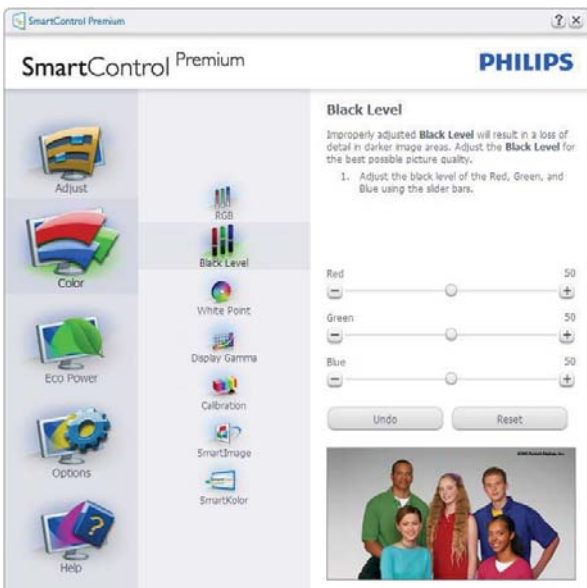 SmartControl Premium
SmartControl Premium
PHILIPS
Adjust
Color
Eco Power
Options
Help
RGB
Black Level
White Point
Display Gamma
Calibration
SmartImage
SmartKolor
Black Level
Improperly adjusted Black Level will result in a loss of
detail in darker image areas. Adjust the Black Level for
the best possible picture quality.
1. Adjust the black level of the Red, Green, and
Blue using the slider bars.
Red 50
Green 50
Blue 50
Undo Reset